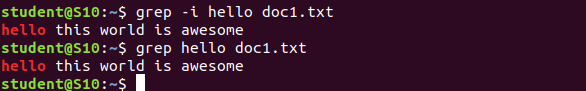 student@S10:~$ grep -i hello doc1.txt
hello this world is awesome
student@S10:~$ grep hello doc1.txt
hello this world is awesome
student@S10:~$